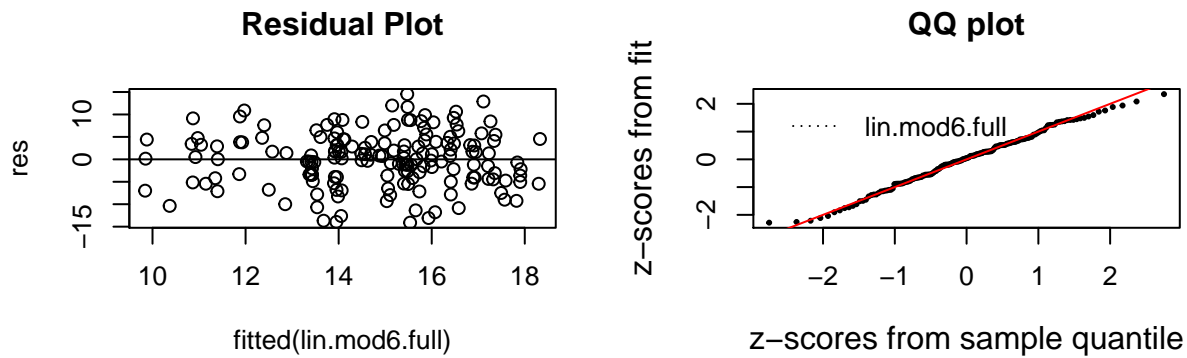 Residual Plot
res
−15
0
10
10
12
14
16
18
fitted(lin.mod6.full)
QQ plot
z−scores from fit
−2
0
2
lin.mod6.full
−2
−1
0
1
2
z−scores from sample quantile